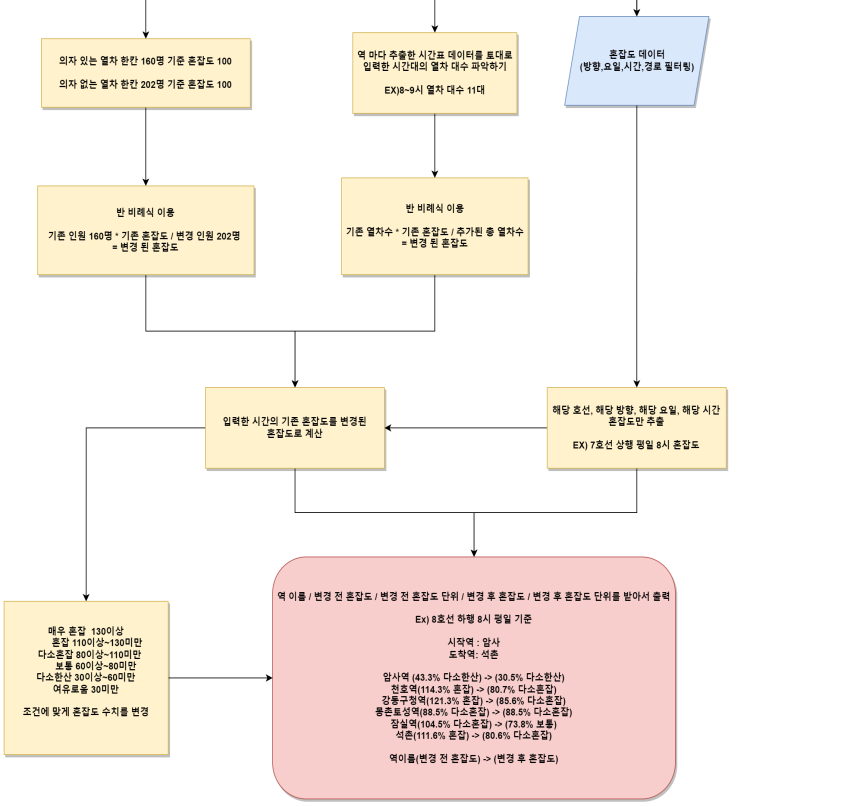 의자 있는 열차 한칸 160명 기준 혼잡도 100
의자 없는 열차 한칸 202명 기준 혼잡도 100
역 마다 추출한 시간표 데이터를 토대로
입력한 시간대의 열차 대수 파악하기
EX)8~9시 열차 대수 11대
혼잡도 데이터
(방향,요일,시간,경로 필터링)
반 비례식 이용
기존 인원 160명 * 기존 혼잡도 / 변경 인원 202명
= 변경 된 혼잡도
반 비례식 이용
기존 열차수 * 기존 혼잡도 / 추가된 총 열차수
= 변경 된 혼잡도
입력한 시간의 기존 혼잡도를 변경된
혼잡도로 계산
해당 호선, 해당 방향, 해당 요일, 해당 시간
혼잡도만 추출
EX) 7호선 상행 평일 8시 혼잡도
매우 혼잡 130이상
혼잡 110이상~130미만
다소혼잡 80이상~110미만
보통 60이상~80미만
다소한산 30이상~60미만
여유로움 30미만
조건에 맞게 혼잡도 수치를 변경
역 이름 / 변경 전 혼잡도 / 변경 전 혼잡도 단위 / 변경 후 혼잡도 / 변경 후 혼잡도 단위를 받아서 출력
Ex) 8호선 하행 8시 평일 기준
시작역 : 암사
도착역: 석촌
암사역 (43.3% 다소한산) -> (30.5% 다소한산)
천호역(114.3% 혼잡) -> (80.7% 다소혼잡)
강동구청역(121.3% 혼잡) -> (85.6% 다소혼잡)
몽촌토성역(88.5% 다소혼잡) -> (88.5% 다소혼잡)
잠실역(104.5% 다소혼잡) -> (73.8% 보통)
석촌(111.6% 혼잡) -> (80.6% 다소혼잡)
역이름(변경 전 혼잡도) -> (변경 후 혼잡도)